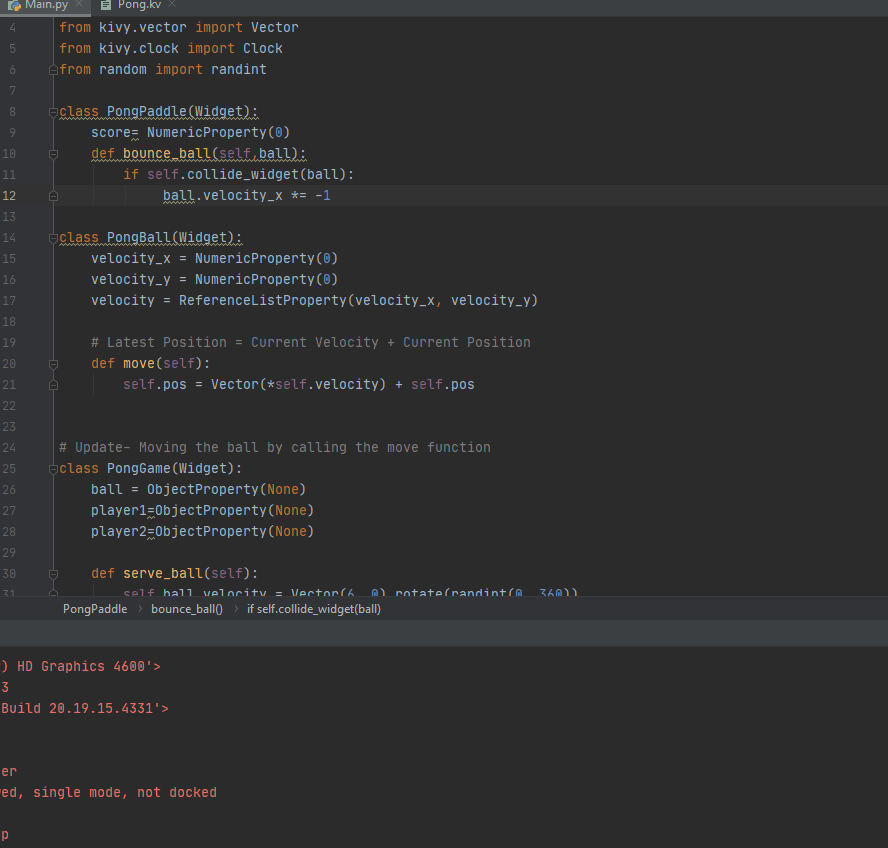 Main.py Pong.kv
4 from kivy.vector import Vector
5 from kivy.clock import Clock
6 from random import randint
7
8 class PongPaddle(Widget):
9 score= NumericProperty(0)
10 def bounce_ball(self,ball):
11 if self.collide_widget(ball):
12 ball.velocity_x *= -1
13
14 class PongBall(Widget):
15 velocity_x = NumericProperty(0)
16 velocity_y = NumericProperty(0)
17 velocity = ReferenceListProperty(velocity_x, velocity_y)
18
19 # Latest Position = Current Velocity + Current Position
20 def move(self):
21 self.pos = Vector(*self.velocity) + self.pos
22
23
24 # Update- Moving the ball by calling the move function
25 class PongGame(Widget):
26 ball = ObjectProperty(None)
27 player1=ObjectProperty(None)
28 player2=ObjectProperty(None)
29
30 def serve_ball(self):
31 self.ball.velocity = Vector(6, 0).rotate(randint(0, 360))
PongPaddle bounce_ball() if self.collide_widget(ball)
) HD Graphics 4600'>
3
Build 20.19.15.4331'>
er
ed, single mode, not docked
p